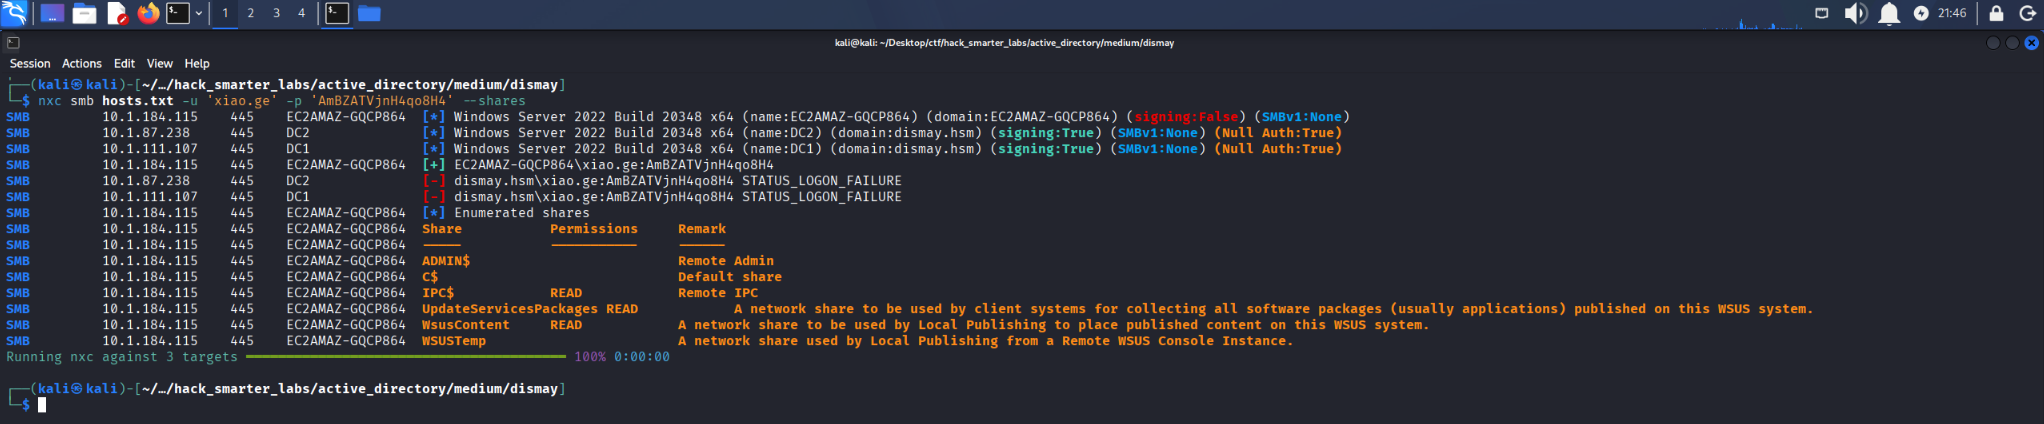 1 2 3 4 21:46
kali@kali: ~/Desktop/ctf/hack_smarter_labs/active_directory/medium/dismay
Session Actions Edit View Help
┌──(kali㉿kali)-[~/…/hack_smarter_labs/active_directory/medium/dismay]
└─$ nxc smb hosts.txt -u 'xiao.ge' -p 'AmBZATVjnH4qo8H4' --shares
SMB 10.1.184.115 445 EC2AMAZ-GQCP864 [*] Windows Server 2022 Build 20348 x64 (name:EC2AMAZ-GQCP864) (domain:EC2AMAZ-GQCP864) (signing:False) (SMBv1:None)
SMB 10.1.87.238 445 DC2 [*] Windows Server 2022 Build 20348 x64 (name:DC2) (domain:dismay.hsm) (signing:True) (SMBv1:None) (Null Auth:True)
SMB 10.1.111.107 445 DC1 [*] Windows Server 2022 Build 20348 x64 (name:DC1) (domain:dismay.hsm) (signing:True) (SMBv1:None) (Null Auth:True)
SMB 10.1.184.115 445 EC2AMAZ-GQCP864 [+] EC2AMAZ-GQCP864\xiao.ge:AmBZATVjnH4qo8H4
SMB 10.1.87.238 445 DC2 [-] dismay.hsm\xiao.ge:AmBZATVjnH4qo8H4 STATUS_LOGON_FAILURE
SMB 10.1.111.107 445 DC1 [-] dismay.hsm\xiao.ge:AmBZATVjnH4qo8H4 STATUS_LOGON_FAILURE
SMB 10.1.184.115 445 EC2AMAZ-GQCP864 [*] Enumerated shares
SMB 10.1.184.115 445 EC2AMAZ-GQCP864 Share Permissions Remark
SMB 10.1.184.115 445 EC2AMAZ-GQCP864 ----- ----------- ------
SMB 10.1.184.115 445 EC2AMAZ-GQCP864 ADMIN$ Remote Admin
SMB 10.1.184.115 445 EC2AMAZ-GQCP864 C$ Default share
SMB 10.1.184.115 445 EC2AMAZ-GQCP864 IPC$ READ Remote IPC
SMB 10.1.184.115 445 EC2AMAZ-GQCP864 UpdateServicesPackages READ A network share to be used by client systems for collecting all software packages (usually applications) published on this WSUS system.
SMB 10.1.184.115 445 EC2AMAZ-GQCP864 WsusContent READ A network share to be used by Local Publishing to place published content on this WSUS system.
SMB 10.1.184.115 445 EC2AMAZ-GQCP864 WSUSTemp A network share used by Local Publishing from a Remote WSUS Console Instance.
Running nxc against 3 targets ━━━━━━━━━━━━━━━━━━━━━━━━━━━━━━━━━━━━━━━━ 100% 0:00:00
┌──(kali㉿kali)-[~/…/hack_smarter_labs/active_directory/medium/dismay]
└─$